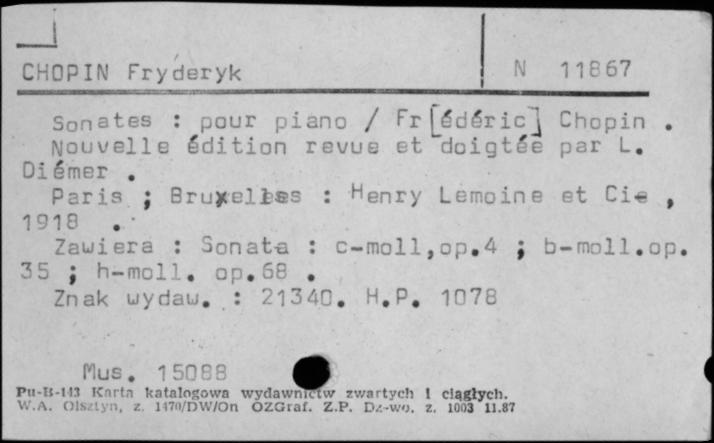 CHOPIN Fryderyk N 11867
Sonates : pour piano / Fr[édéric] Chopin .
Nouvelle édition revue et doigtée par L.
Diémer .
Paris ; Bruxelles : Henry Lemoine et Cie ,
1918 .
Zawiera : Sonata : c-moll,op.4 ; b-moll.op.
35 ; h-moll. op.68 .
Znak wydaw. : 21340. H.P. 1078
Mus. 15088
Pu-B-143 Karta katalogowa wydawnictw zwartych i ciągłych.
W.A. Olsztyn, z. 1470/DW/On OZGraf. Z.P. Dz-wo. z. 1003 11.87